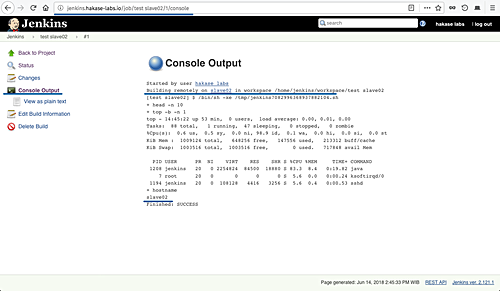 jenkins.hakase-labs.io/job/test slave02/1/console
Jenkins
search
hakase labs
log out
Jenkins
test slave02
#1
Back to Project
Status
Changes
Console Output
View as plain text
Edit Build Information
Delete Build
Console Output
Started by user hakase labs
Building remotely on slave02 in workspace /home/jenkins/workspace/test slave02
[test slave02] $ /bin/sh -xe /tmp/jenkins7082996368937882104.sh
+ head -n 10
+ top -b -n 1
top - 14:45:22 up 53 min, 0 users, load average: 0.00, 0.01, 0.00
Tasks: 88 total, 1 running, 47 sleeping, 0 stopped, 0 zombie
%Cpu(s): 0.6 us, 0.5 sy, 0.0 ni, 98.9 id, 0.1 wa, 0.0 hi, 0.0 si, 0.0 st
KiB Mem : 1009124 total, 648256 free, 147556 used, 213312 buff/cache
KiB Swap: 1003516 total, 1003516 free, 0 used. 717848 avail Mem
PID USER PR NI VIRT RES SHR S %CPU %MEM TIME+ COMMAND
1208 jenkins 20 0 2254824 84500 18880 S 83.3 8.4 0:19.82 java
7 root 20 0 0 0 0 S 5.6 0.0 0:00.24 ksoftirqd/0
1194 jenkins 20 0 108128 4416 3256 S 5.6 0.4 0:00.53 sshd
+ hostname
slave02
Finished: SUCCESS
Page generated: Jun 14, 2018 2:45:33 PM WIB
REST API
Jenkins ver. 2.121.1